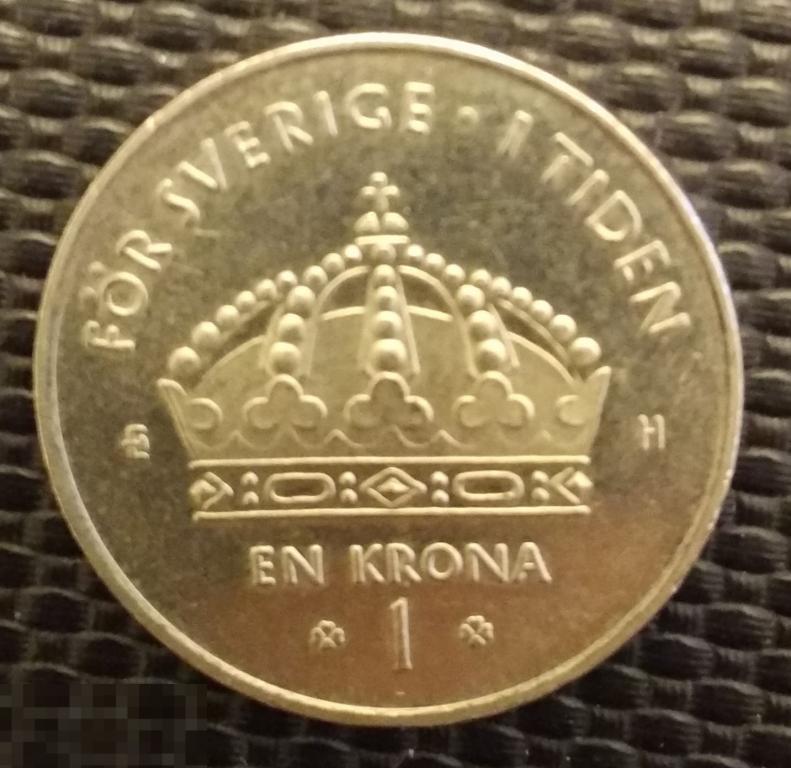 FÖR SVERIGE · I TIDEN
H
EN KRONA
1